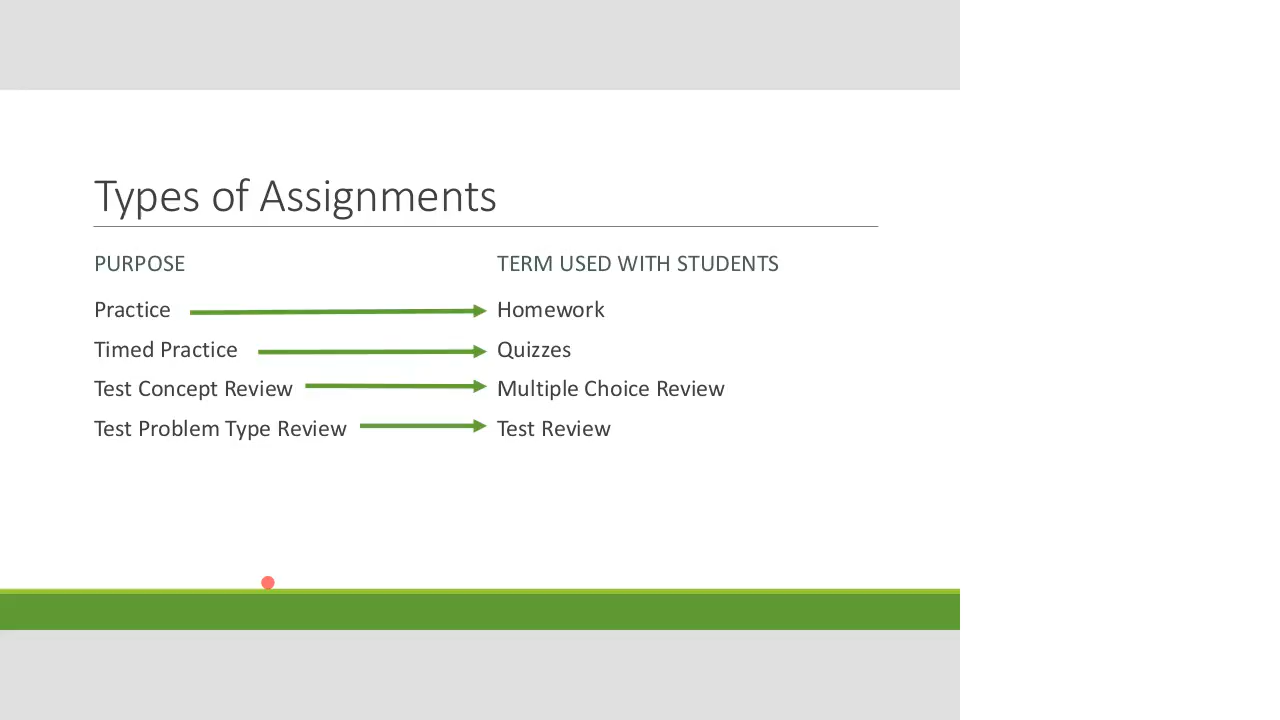 Types of Assignments
PURPOSE
TERM USED WITH STUDENTS
Practice
Homework
Timed Practice
Quizzes
Test Concept Review
Multiple Choice Review
Test Problem Type Review
Test Review